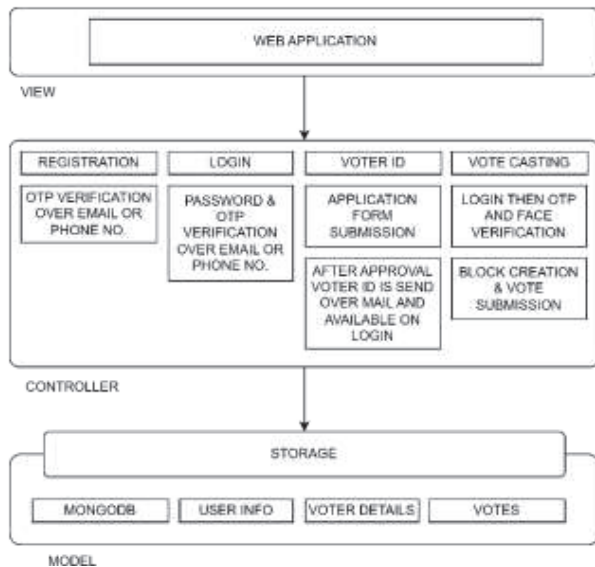 WEB APPLICATION
VIEW
REGISTRATION
OTP VERIFICATION
OVER EMAIL OR
PHONE NO.
LOGIN
PASSWORD &
OTP
VERIFICATION
OVER EMAIL OR
PHONE NO.
VOTER ID
APPLICATION
FORM
SUBMISSION
AFTER APPROVAL
VOTER ID IS SEND
OVER MAIL AND
AVAILABLE ON
LOGIN
VOTE CASTING
LOGIN THEN OTP
AND FACE
VERIFICATION
BLOCK CREATION
& VOTE
SUBMISSION
CONTROLLER
STORAGE
MONGODB
USER INFO
VOTER DETAILS
VOTES
MODEL